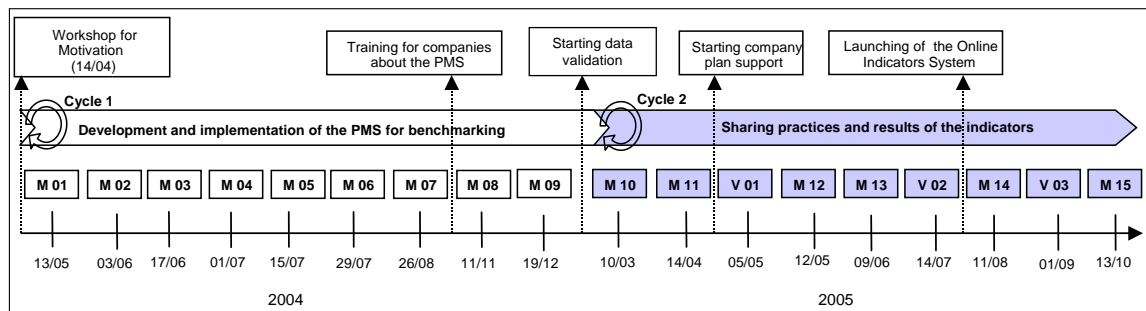 Workshop for
Motivation
(14/04)
Training for companies
about the PMS
Starting data
validation
Starting company
plan support
Launching of the Online
Indicators System
Cycle 1
Cycle 2
Development and implementation of the PMS for benchmarking
Sharing practices and results of the indicators
M 01 M 02 M 03 M 04 M 05 M 06 M 07 M 08 M 09 M 10 M 11 V 01 M 12 M 13 V 02 M 14 V 03 M 15
13/05 03/06 17/06 01/07 15/07 29/07 26/08 11/11 19/12 10/03 14/04 05/05 12/05 09/06 14/07 11/08 01/09 13/10
2004 2005